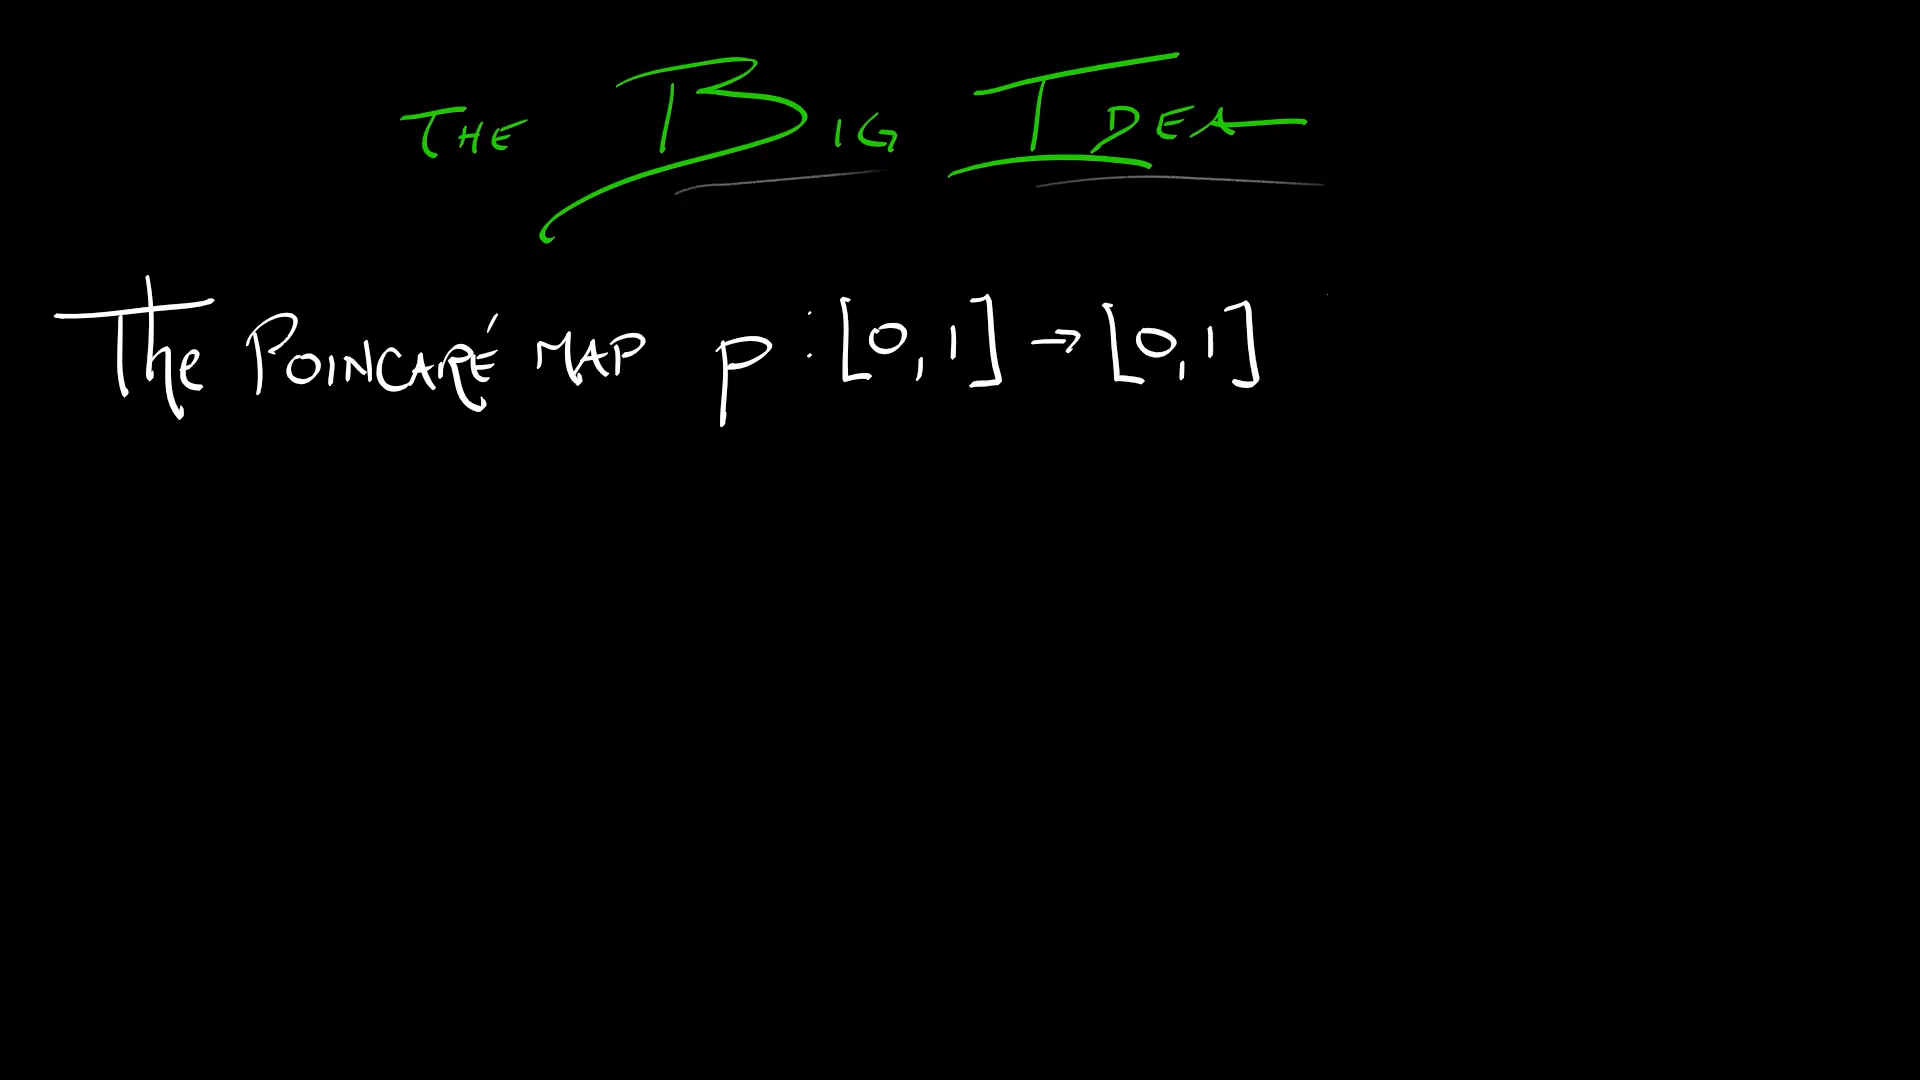 THE BIG IDEA
The POINCARÉ MAP p : [0,1] → [0,1]